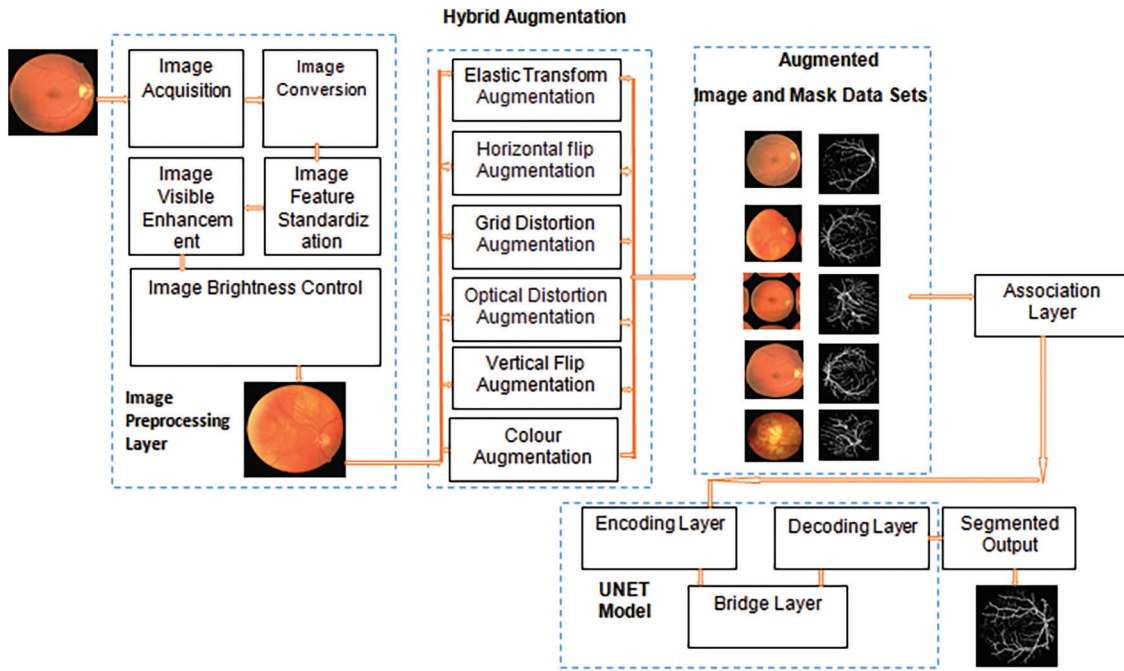 Hybrid Augmentation
Image
Acquisition
Image
Conversion
Image
Visible
Enhancem
ent
Image
Feature
Standardiz
ation
Image Brightness Control
Image
Preprocessing
Layer
Elastic Transform
Augmentation
Horizontal flip
Augmentation
Grid Distortion
Augmentation
Optical Distortion
Augmentation
Vertical Flip
Augmentation
Colour
Augmentation
Augmented
Image and Mask Data Sets
Association
Layer
Encoding Layer
Decoding Layer
Segmented
Output
UNET
Model
Bridge Layer